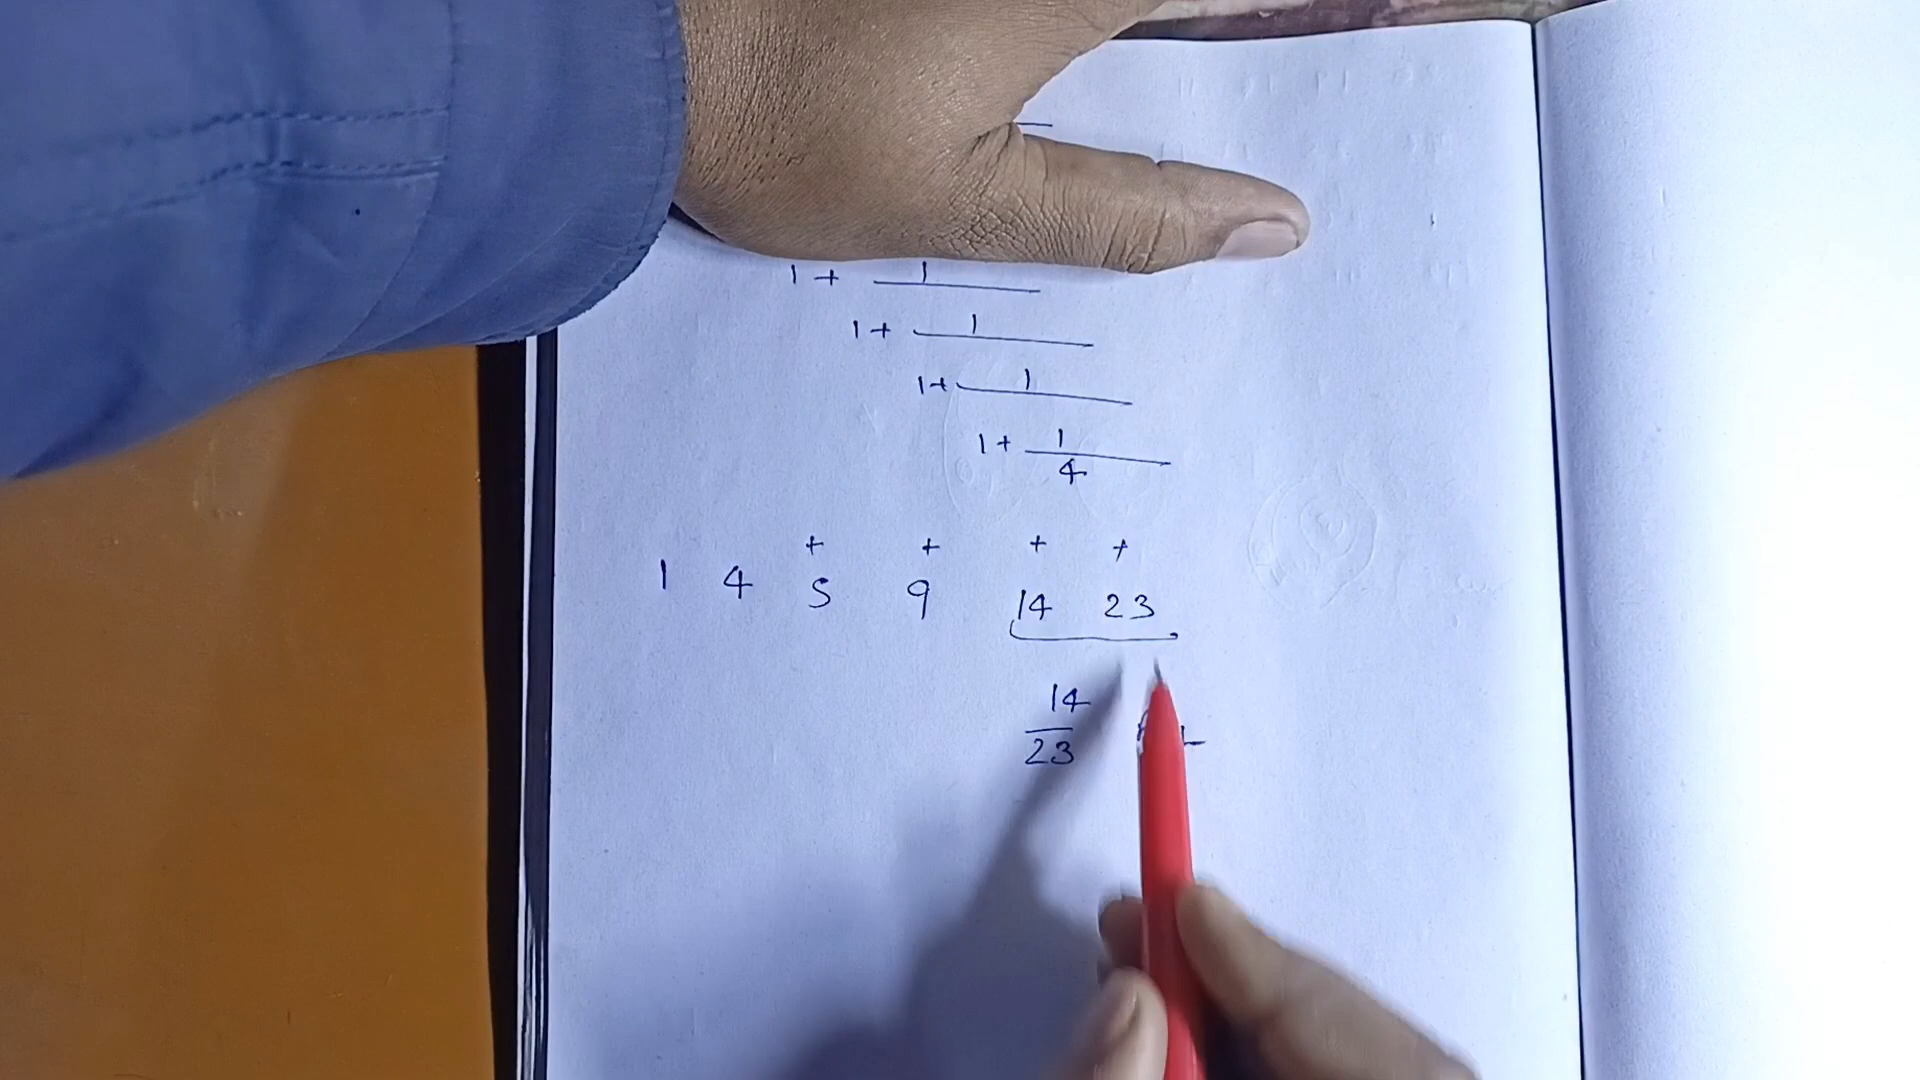 1 + 1
1 + 1
1 + 1
1 + 1
4
+ + + +
1 4 5 9 14 23
14
23